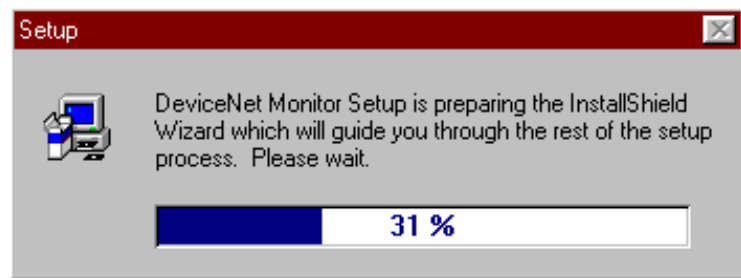 Setup
DeviceNet Monitor Setup is preparing the InstallShield
Wizard which will guide you through the rest of the setup
process.  Please wait.
31 %